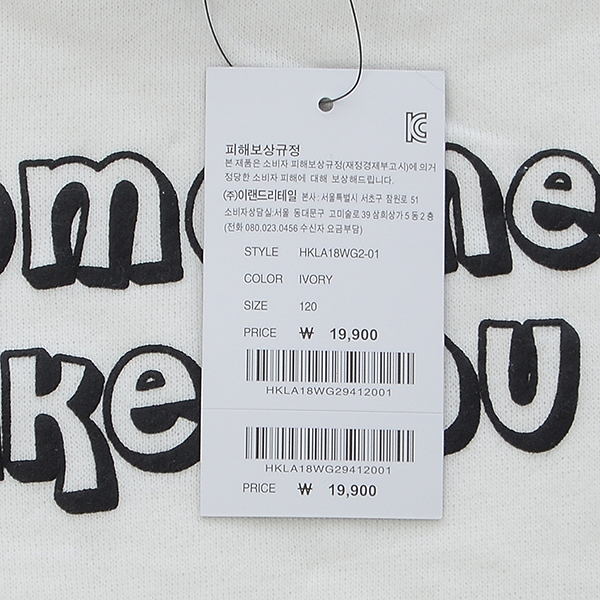 피해보상규정
본 제품은 소비자 피해보상규정(재정경제부고시)에 의거
정당한 소비자 피해에 대해 보상해드립니다.
(주)이랜드리테일 본사:서울특별시 서초구 잠원로 51
소비자상담실:서울 동대문구 고미술로39 삼희상가5동2층
(전화 080.023.0456 수신자 요금부담)
STYLE HKLA18WG2-01
COLOR IVORY
SIZE 120
PRICE ₩ 19,900
HKLA18WG29412001
HKLA18WG29412001
PRICE ₩ 19,900